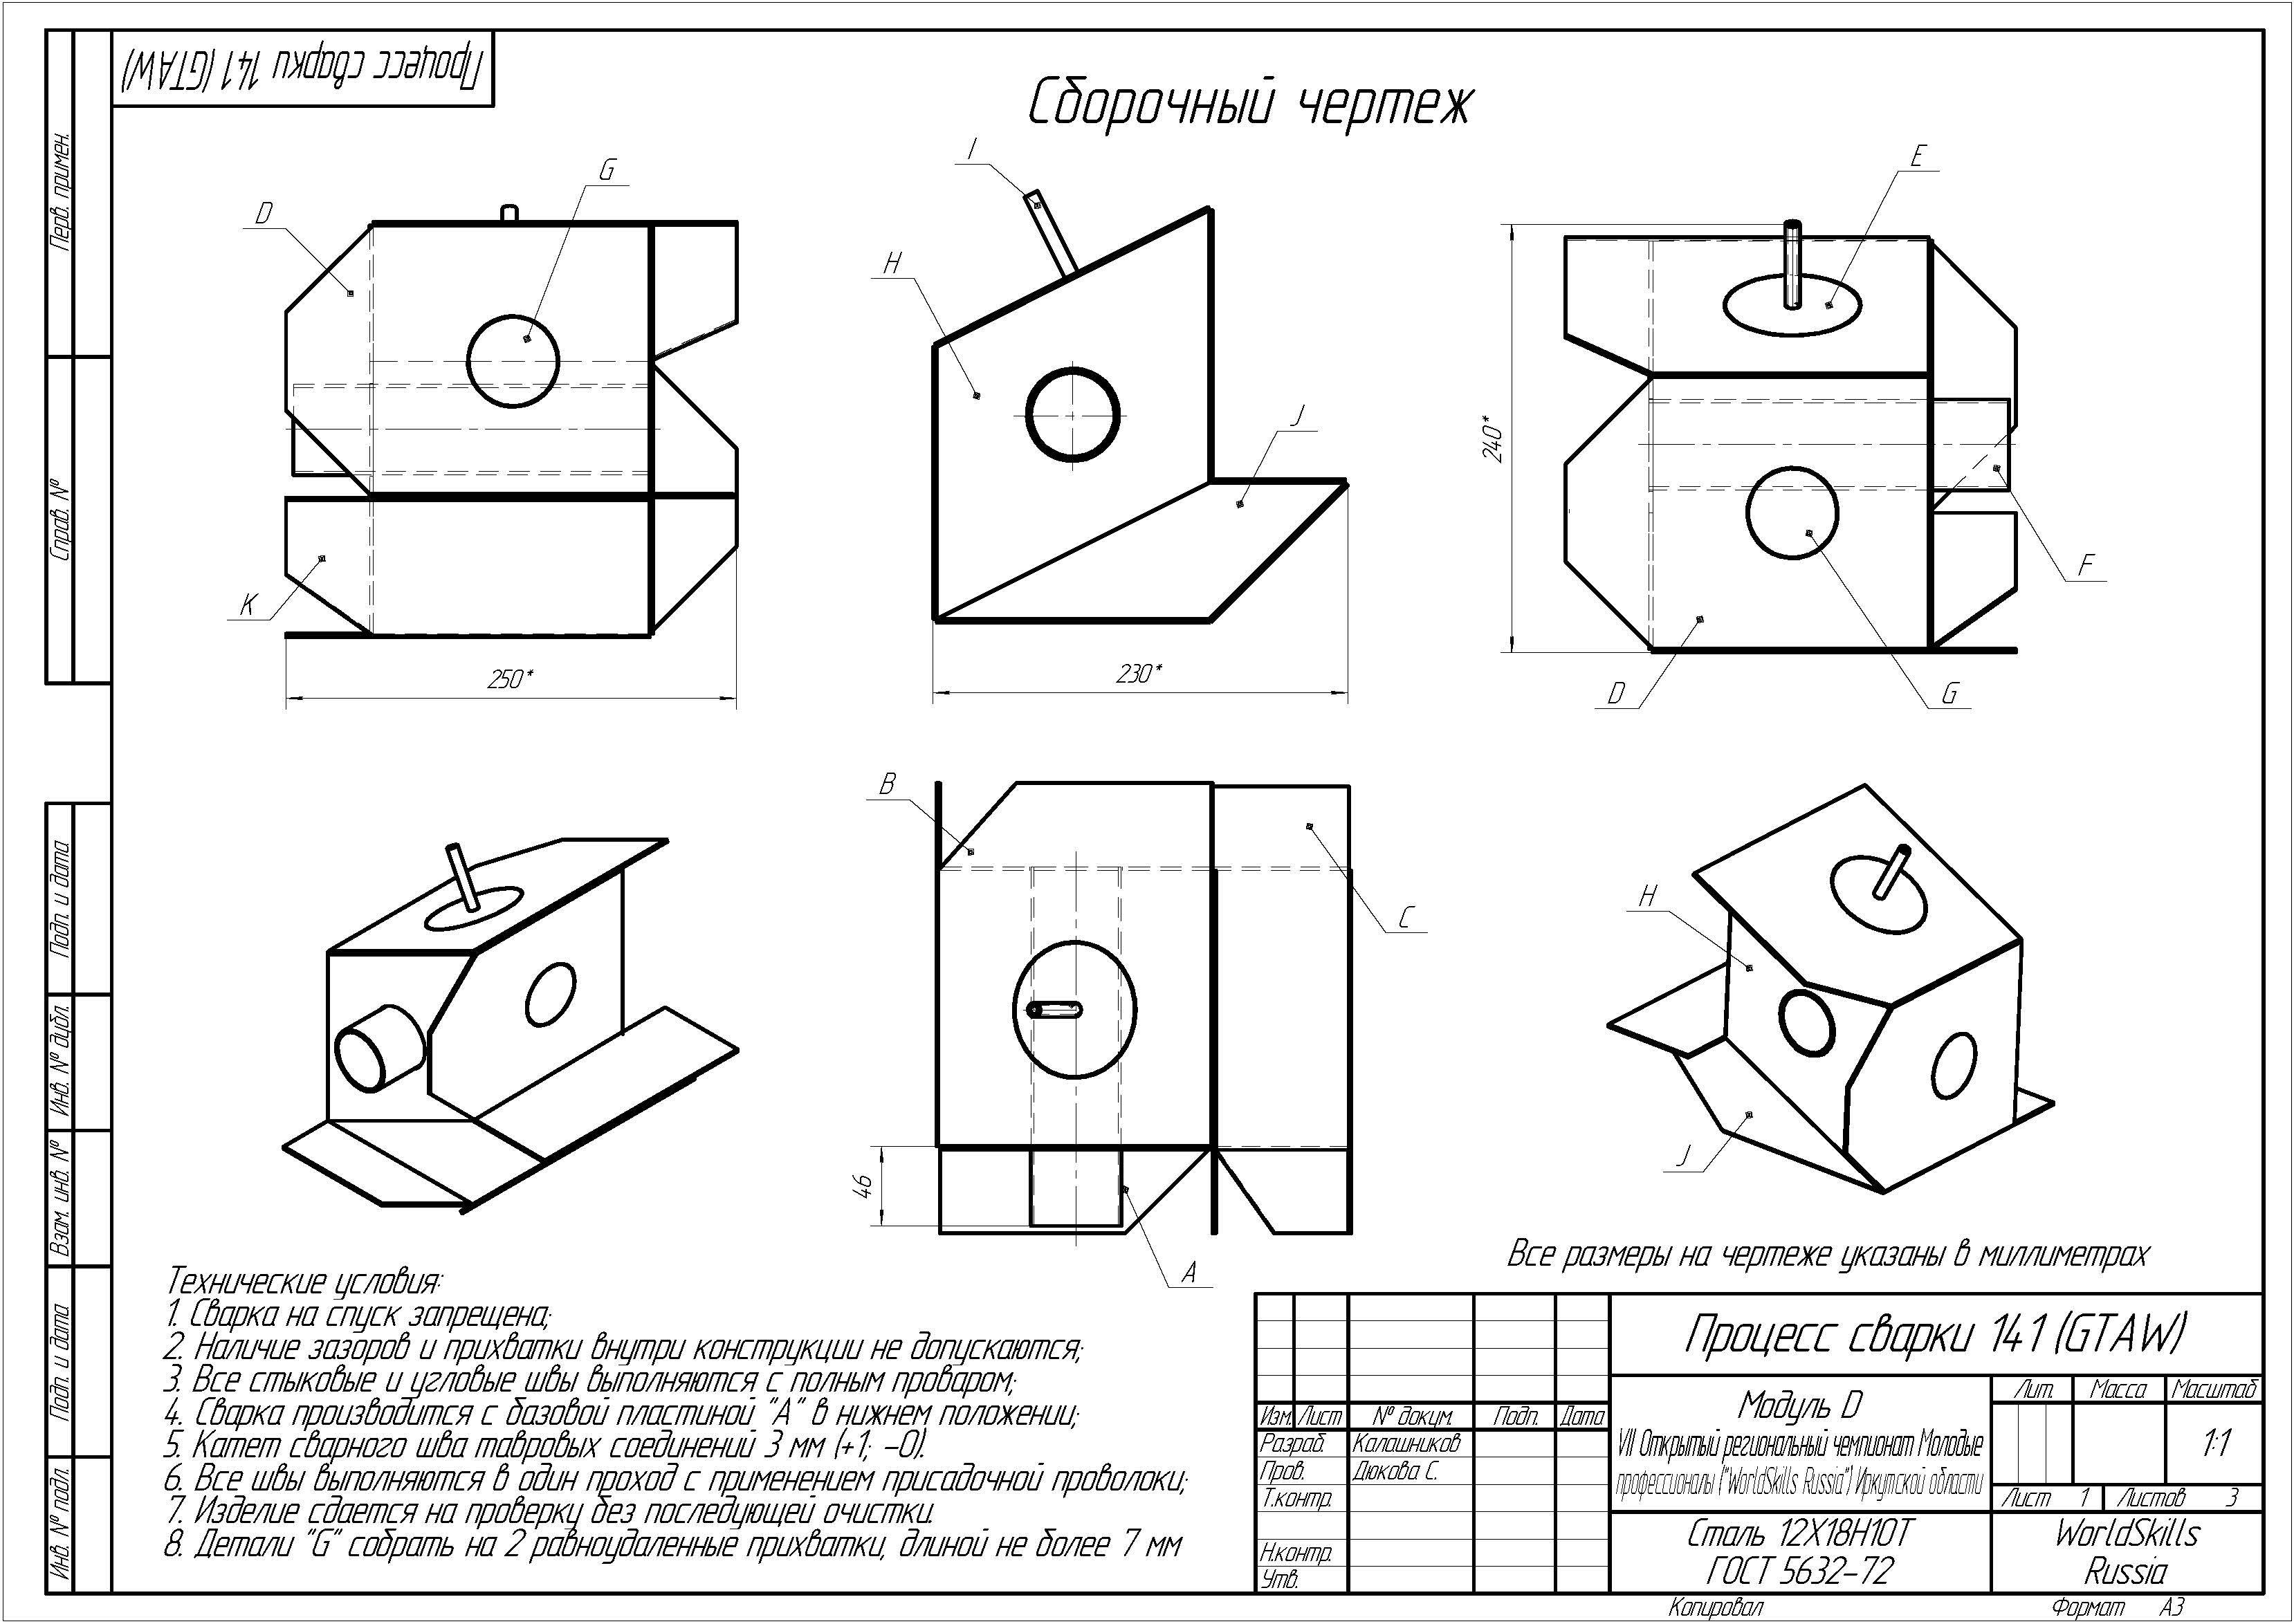 Процесс сварки 141 (GTAW)
Сборочный чертеж
Перв. примен.
Справ. №
Подп. и дата
Инв. № дубл.
Взам. инв. №
Подп. и дата
Инв. № подл.
D
G
K
250*
I
H
J
230*
E
240*
F
D
G
B
C
46
A
H
J
Все размеры на чертеже указаны в миллиметрах
Технические условия:
1. Сварка на спуск запрещена;
2. Наличие зазоров и прихватки внутри конструкции не допускаются;
3. Все стыковые и угловые швы выполняются с полным проваром;
4. Сварка производится с базовой пластиной "А" в нижнем положении;
5. Катет сварного шва тавровых соединений 3 мм (+1; -0).
6. Все швы выполняются в один проход с применением присадочной проволоки;
7. Изделие сдается на проверку без последующей очистки.
8. Детали "G" собрать на 2 равноудаленные прихватки, длиной не более 7 мм
Процесс сварки 141 (GTAW)
Изм. Лист № докум. Подп. Дата
Разраб. Калашников
Пров. Дюкова С.
Т.контр.
Н.контр.
Утв.
Модуль D
VII Открытый региональный чемпионат Молодые
профессионалы ("WorldSkills Russia") Иркутской области
Лит. Масса Масштаб
1:1
Лист 1 Листов 3
Сталь 12Х18Н10Т
ГОСТ 5632-72
WorldSkills
Russia
Копировал
Формат А3